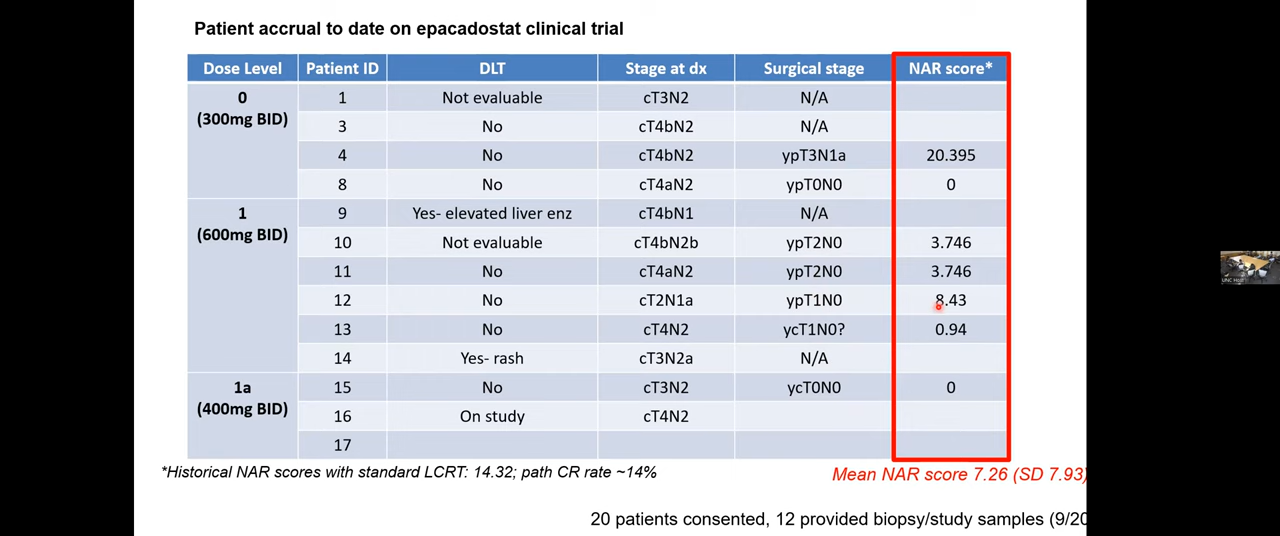 Patient accrual to date on epacadostat clinical trial
Dose Level Patient ID DLT Stage at dx Surgical stage NAR score*
0 (300mg BID) 1 Not evaluable cT3N2 N/A
3 No cT4bN2 N/A
4 No cT4bN2 ypT3N1a 20.395
8 No cT4aN2 ypT0N0 0
1 (600mg BID) 9 Yes- elevated liver enz cT4bN1 N/A
10 Not evaluable cT4bN2b ypT2N0 3.746
11 No cT4aN2 ypT2N0 3.746
12 No cT2N1a ypT1N0 8.43
13 No cT4N2 ycT1N0? 0.94
14 Yes- rash cT3N2a N/A
1a (400mg BID) 15 No cT3N2 ycT0N0 0
16 On study cT4N2
17
*Historical NAR scores with standard LCRT: 14.32; path CR rate ~14%
Mean NAR score 7.26 (SD 7.93)
20 patients consented, 12 provided biopsy/study samples (9/20
UNC Host